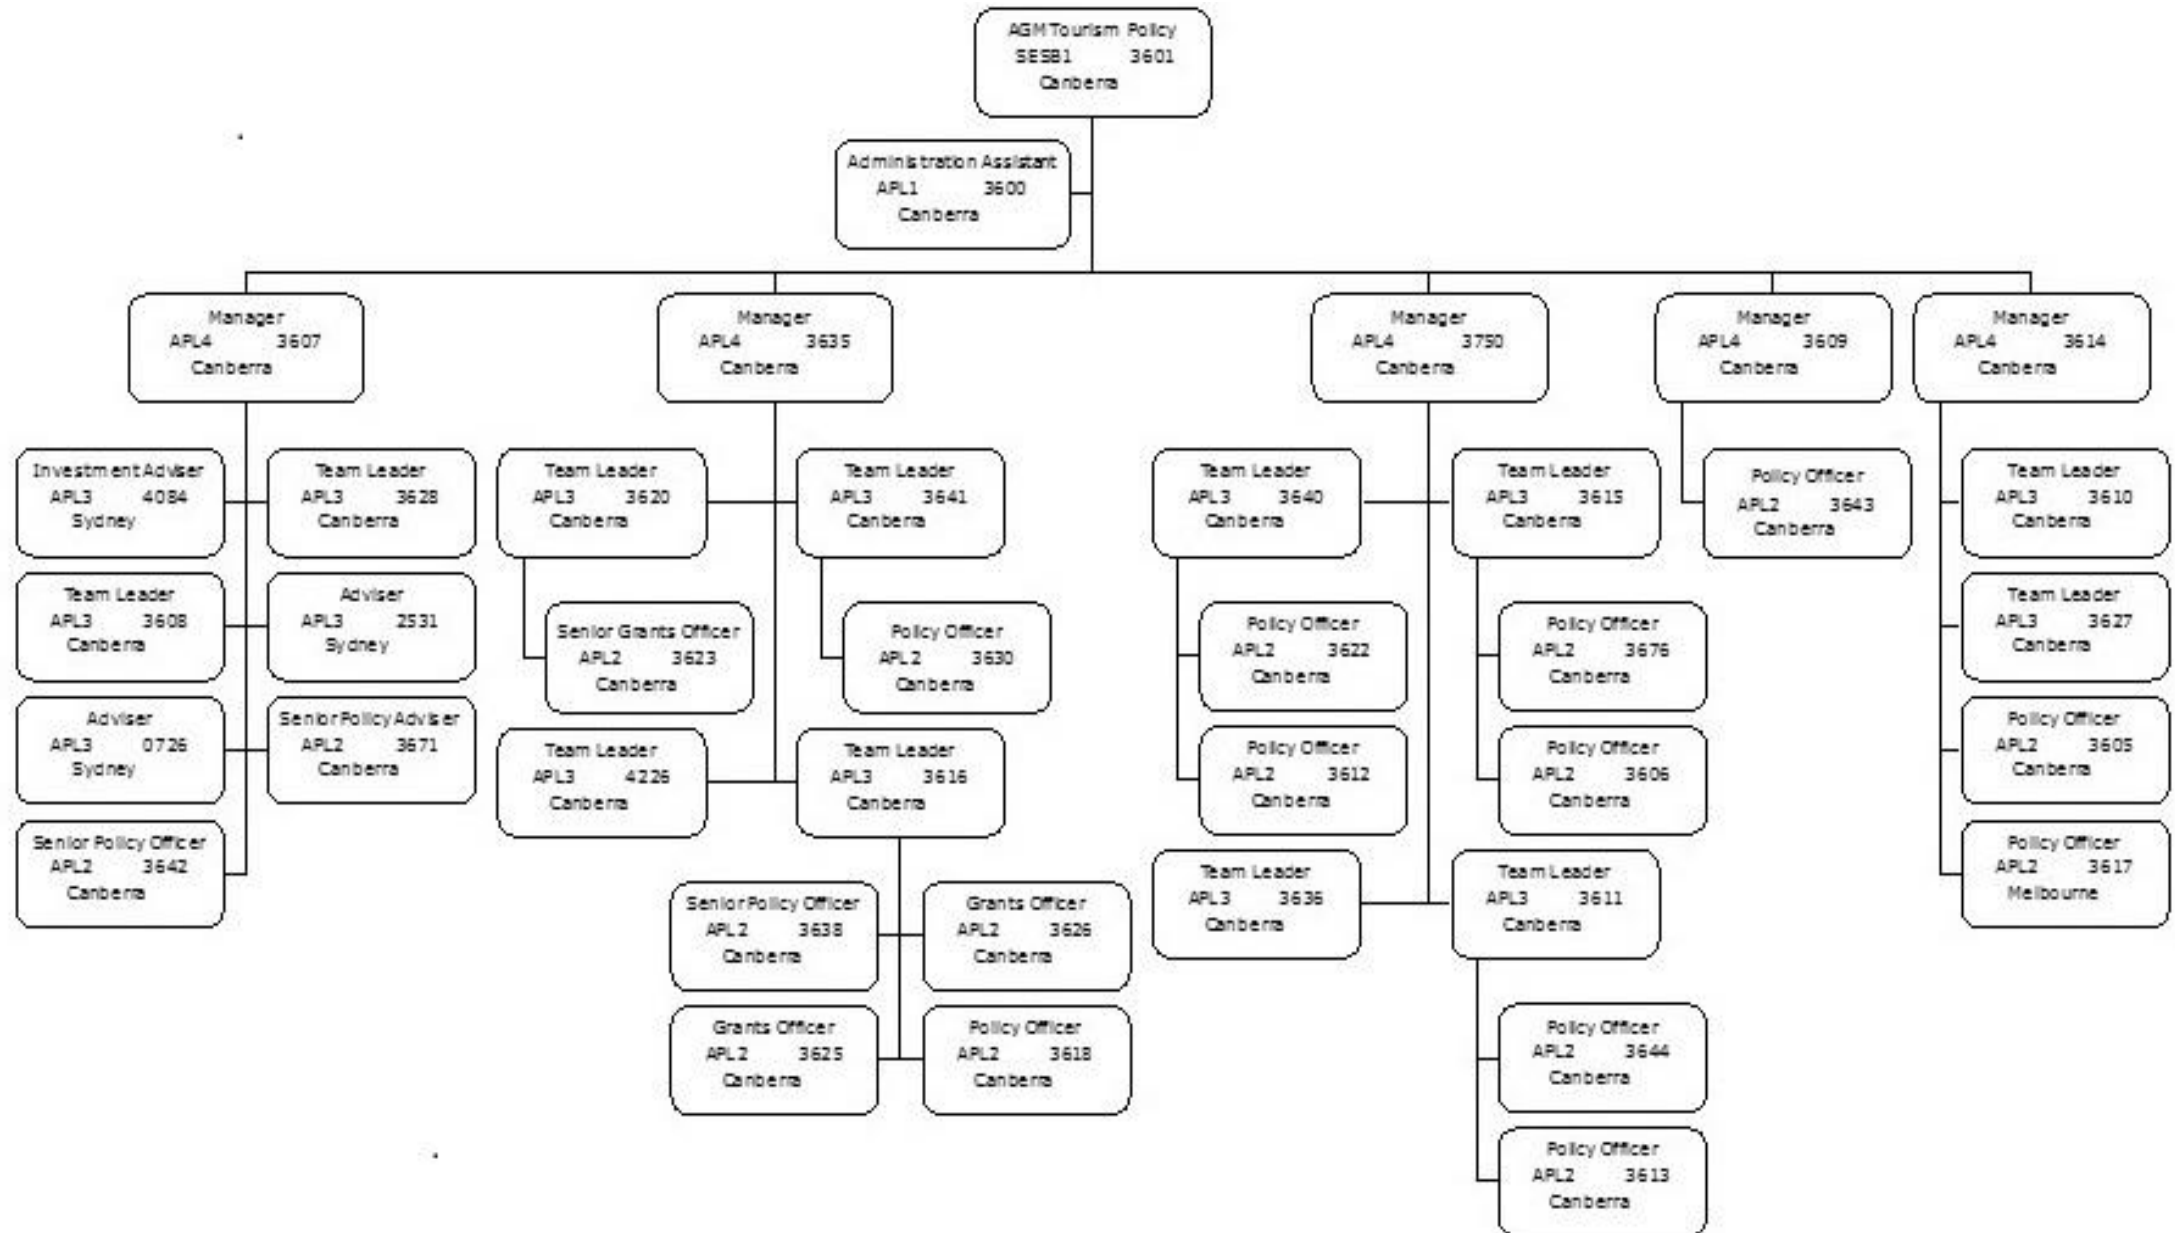 AGM Tourism Policy
SESB1 3601
Canberra
Administration Assistant
APL1 3600
Canberra
Manager
APL4 3607
Canberra
Manager
APL4 3635
Canberra
Manager
APL4 3750
Canberra
Manager
APL4 3609
Canberra
Manager
APL4 3614
Canberra
Investment Adviser
APL3 4084
Sydney
Team Leader
APL3 3628
Canberra
Team Leader
APL3 3608
Canberra
Adviser
APL3 2531
Sydney
Adviser
APL3 0726
Sydney
Senior Policy Adviser
APL2 3671
Canberra
Senior Policy Officer
APL2 3642
Canberra
Team Leader
APL3 3620
Canberra
Team Leader
APL3 3641
Canberra
Senior Grants Officer
APL2 3623
Canberra
Policy Officer
APL2 3630
Canberra
Team Leader
APL3 4226
Canberra
Team Leader
APL3 3616
Canberra
Senior Policy Officer
APL2 3638
Canberra
Grants Officer
APL2 3626
Canberra
Grants Officer
APL2 3625
Canberra
Policy Officer
APL2 3618
Canberra
Team Leader
APL3 3640
Canberra
Team Leader
APL3 3615
Canberra
Policy Officer
APL2 3622
Canberra
Policy Officer
APL2 3676
Canberra
Policy Officer
APL2 3612
Canberra
Policy Officer
APL2 3606
Canberra
Team Leader
APL3 3636
Canberra
Team Leader
APL3 3611
Canberra
Policy Officer
APL2 3644
Canberra
Policy Officer
APL2 3613
Canberra
Policy Officer
APL2 3643
Canberra
Team Leader
APL3 3610
Canberra
Team Leader
APL3 3627
Canberra
Policy Officer
APL2 3605
Canberra
Policy Officer
APL2 3617
Melbourne